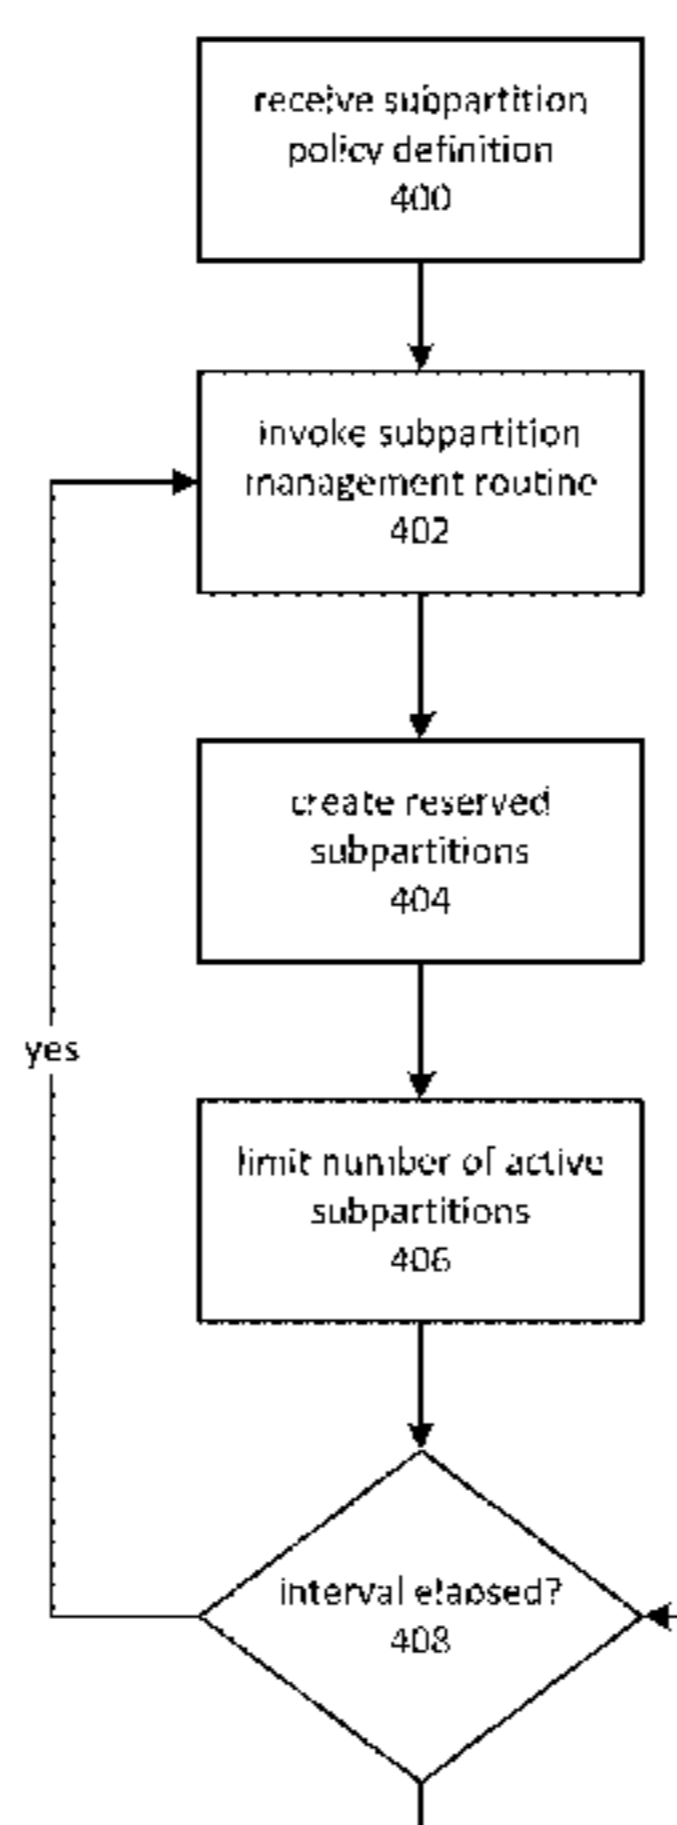 receive subpartition
policy definition
400
invoke subpartition
management routine
402
create reserved
subpartitions
404
yes
limit number of active
subpartitions
406
interval elapsed?
408